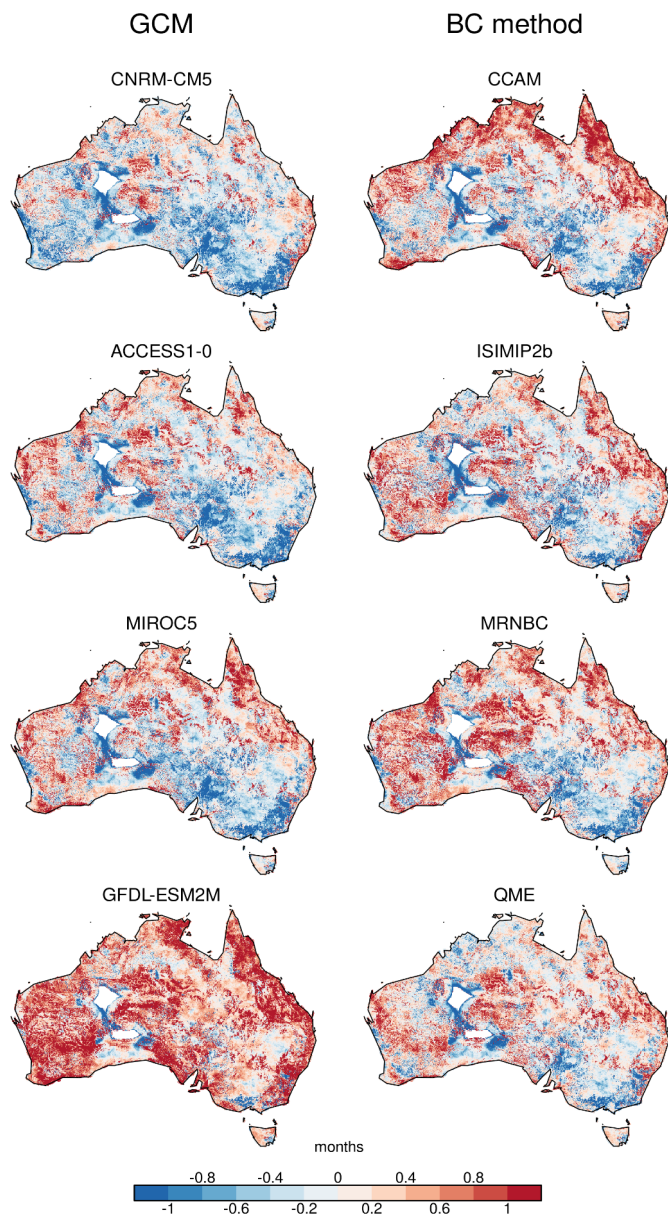 GCM BC method
CNRM-CM5 CCAM
ACCESS1-0 ISIMIP2b
MIROC5 MRNBC
GFDL-ESM2M QME
months
-0.8 -0.4 0 0.4 0.8
-1 -0.6 -0.2 0.2 0.6 1